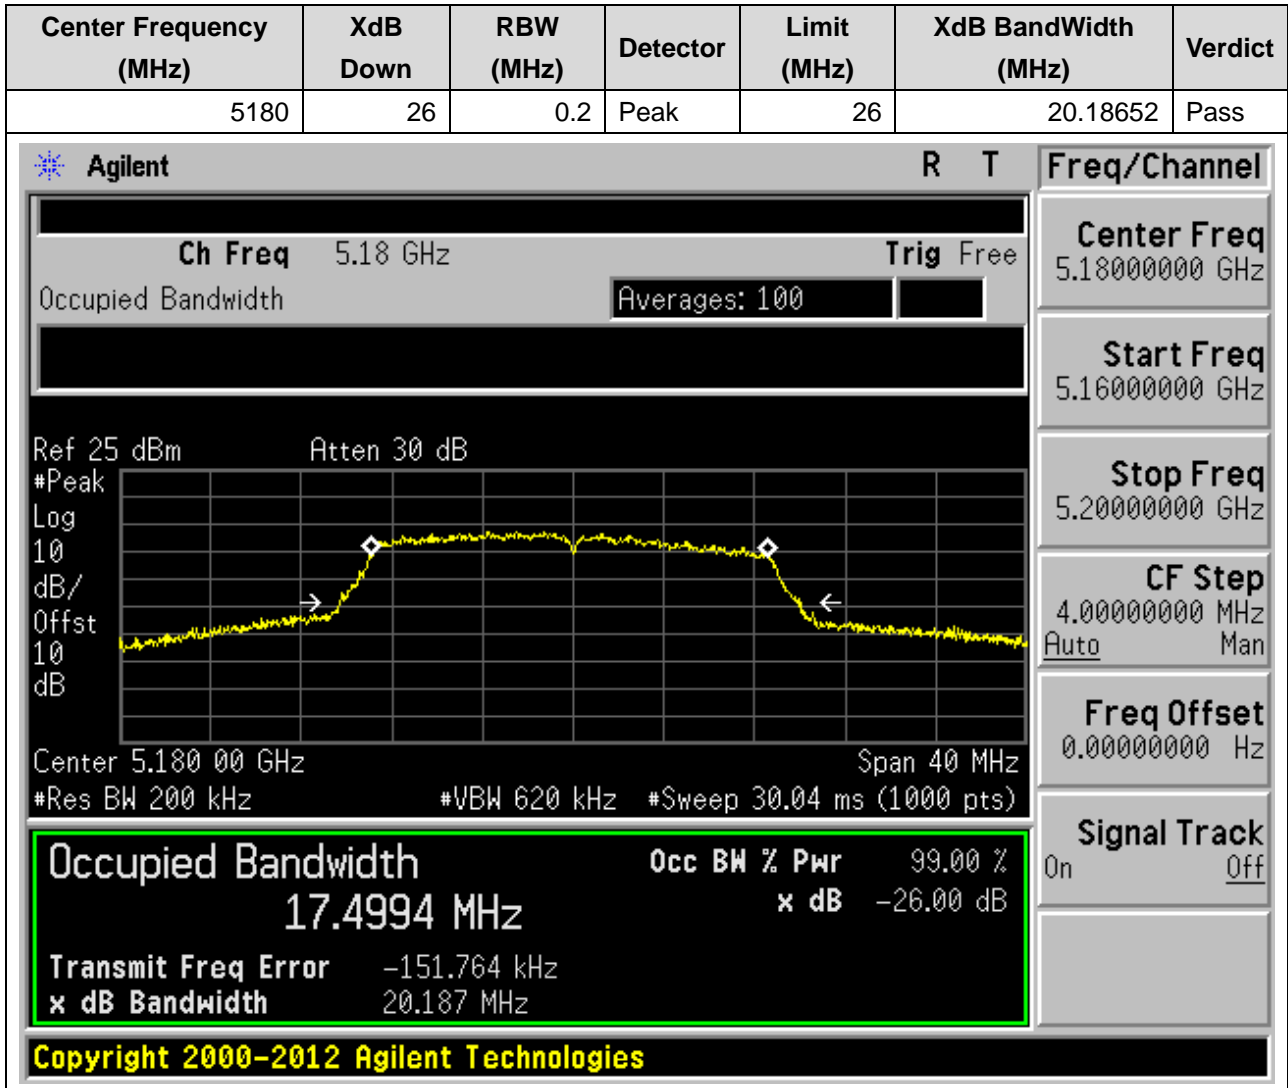 Center Frequency (MHz) XdB Down RBW (MHz) Detector Limit (MHz) XdB BandWidth (MHz) Verdict
5180 26 0.2 Peak 26 20.18652 Pass
Agilent R T Freq/Channel
Ch Freq 5.18 GHz Trig Free
Occupied Bandwidth Averages: 100
Center Freq
5.18000000 GHz
Start Freq
5.16000000 GHz
Stop Freq
5.20000000 GHz
CF Step
4.00000000 MHz
Auto Man
Freq Offset
0.00000000 Hz
Signal Track
On Off
Ref 25 dBm Atten 30 dB
#Peak
Log
10
dB/
Offst
10
dB
Center 5.180 00 GHz Span 40 MHz
#Res BW 200 kHz #VBW 620 kHz #Sweep 30.04 ms (1000 pts)
Occupied Bandwidth Occ BW % Pwr 99.00 %
17.4994 MHz x dB -26.00 dB
Transmit Freq Error -151.764 kHz
x dB Bandwidth 20.187 MHz
Copyright 2000-2012 Agilent Technologies